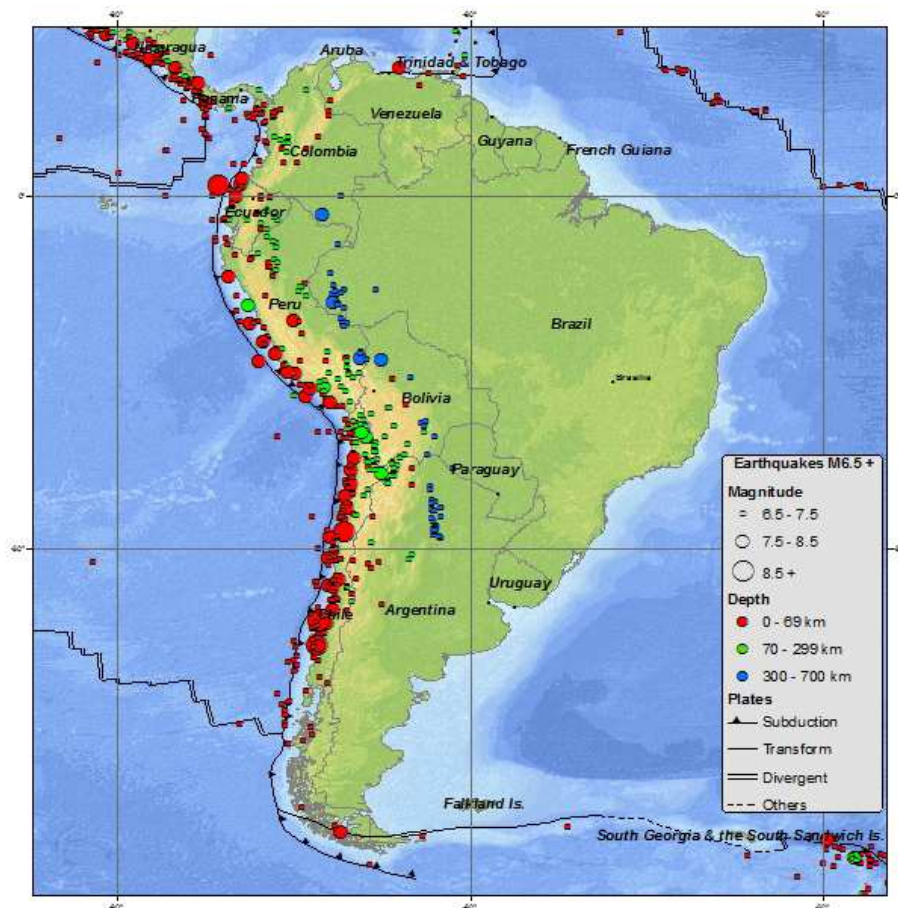 Nicaragua
Aruba
Trinidad & Tobago
Panama
Venezuela
Guyana
Colombia
French Guiana
0°
Ecuador
Peru
Brazil
Brasilia
Bolivia
Paraguay
Uruguay
Chile
Argentina
Falkland Is.
South Georgia & the South Sandwich Is.
Earthquakes M6.5 +
Magnitude
6.5 - 7.5
7.5 - 8.5
8.5 +
Depth
0 - 69 km
70 - 299 km
300 - 700 km
Plates
Subduction
Transform
Divergent
Others